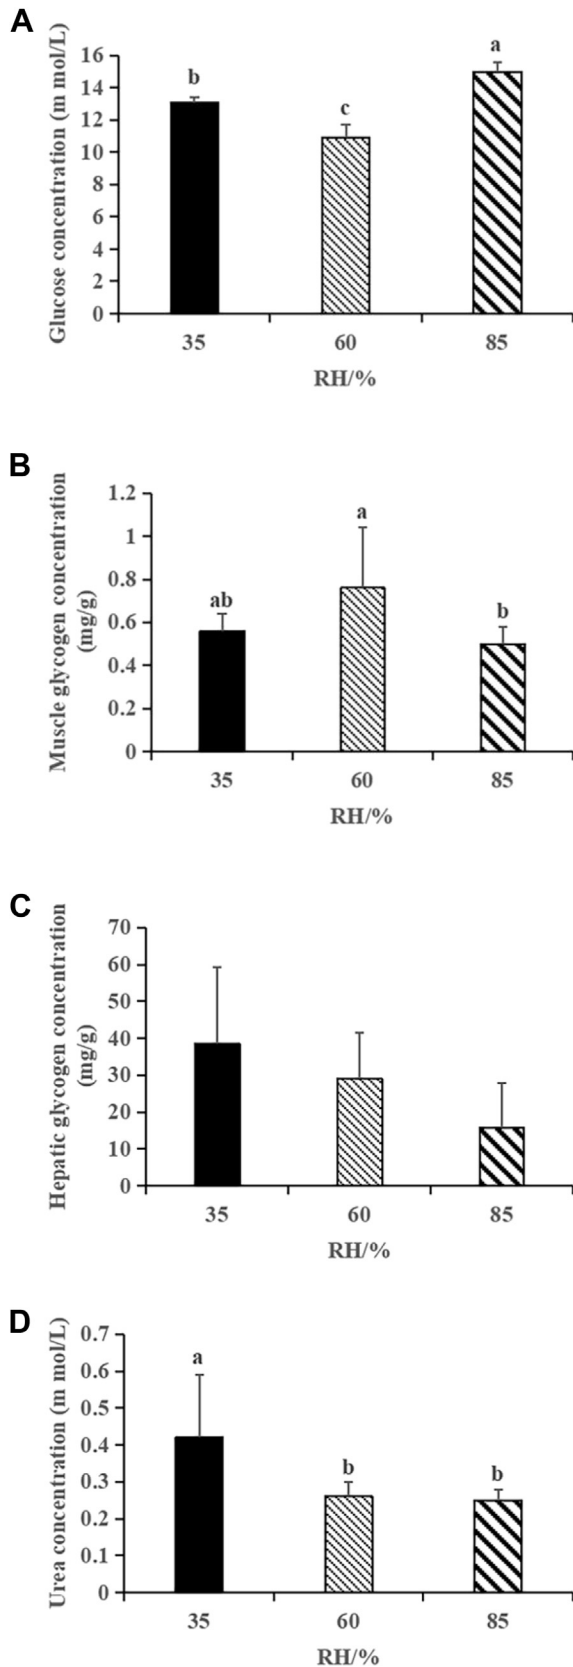 A
Glucose concentration (m mol/L)
16
14
12
10
8
6
4
2
0
b
c
a
35 60 85
RH/%
B
Muscle glycogen concentration
(mg/g)
1.2
1
0.8
0.6
0.4
0.2
0
ab
a
b
35 60 85
RH/%
C
Hepatic glycogen concentration
(mg/g)
70
60
50
40
30
20
10
0
35 60 85
RH/%
D
Urea concentration (m mol/L)
0.7
0.6
0.5
0.4
0.3
0.2
0.1
0
a
b
b
35 60 85
RH/%